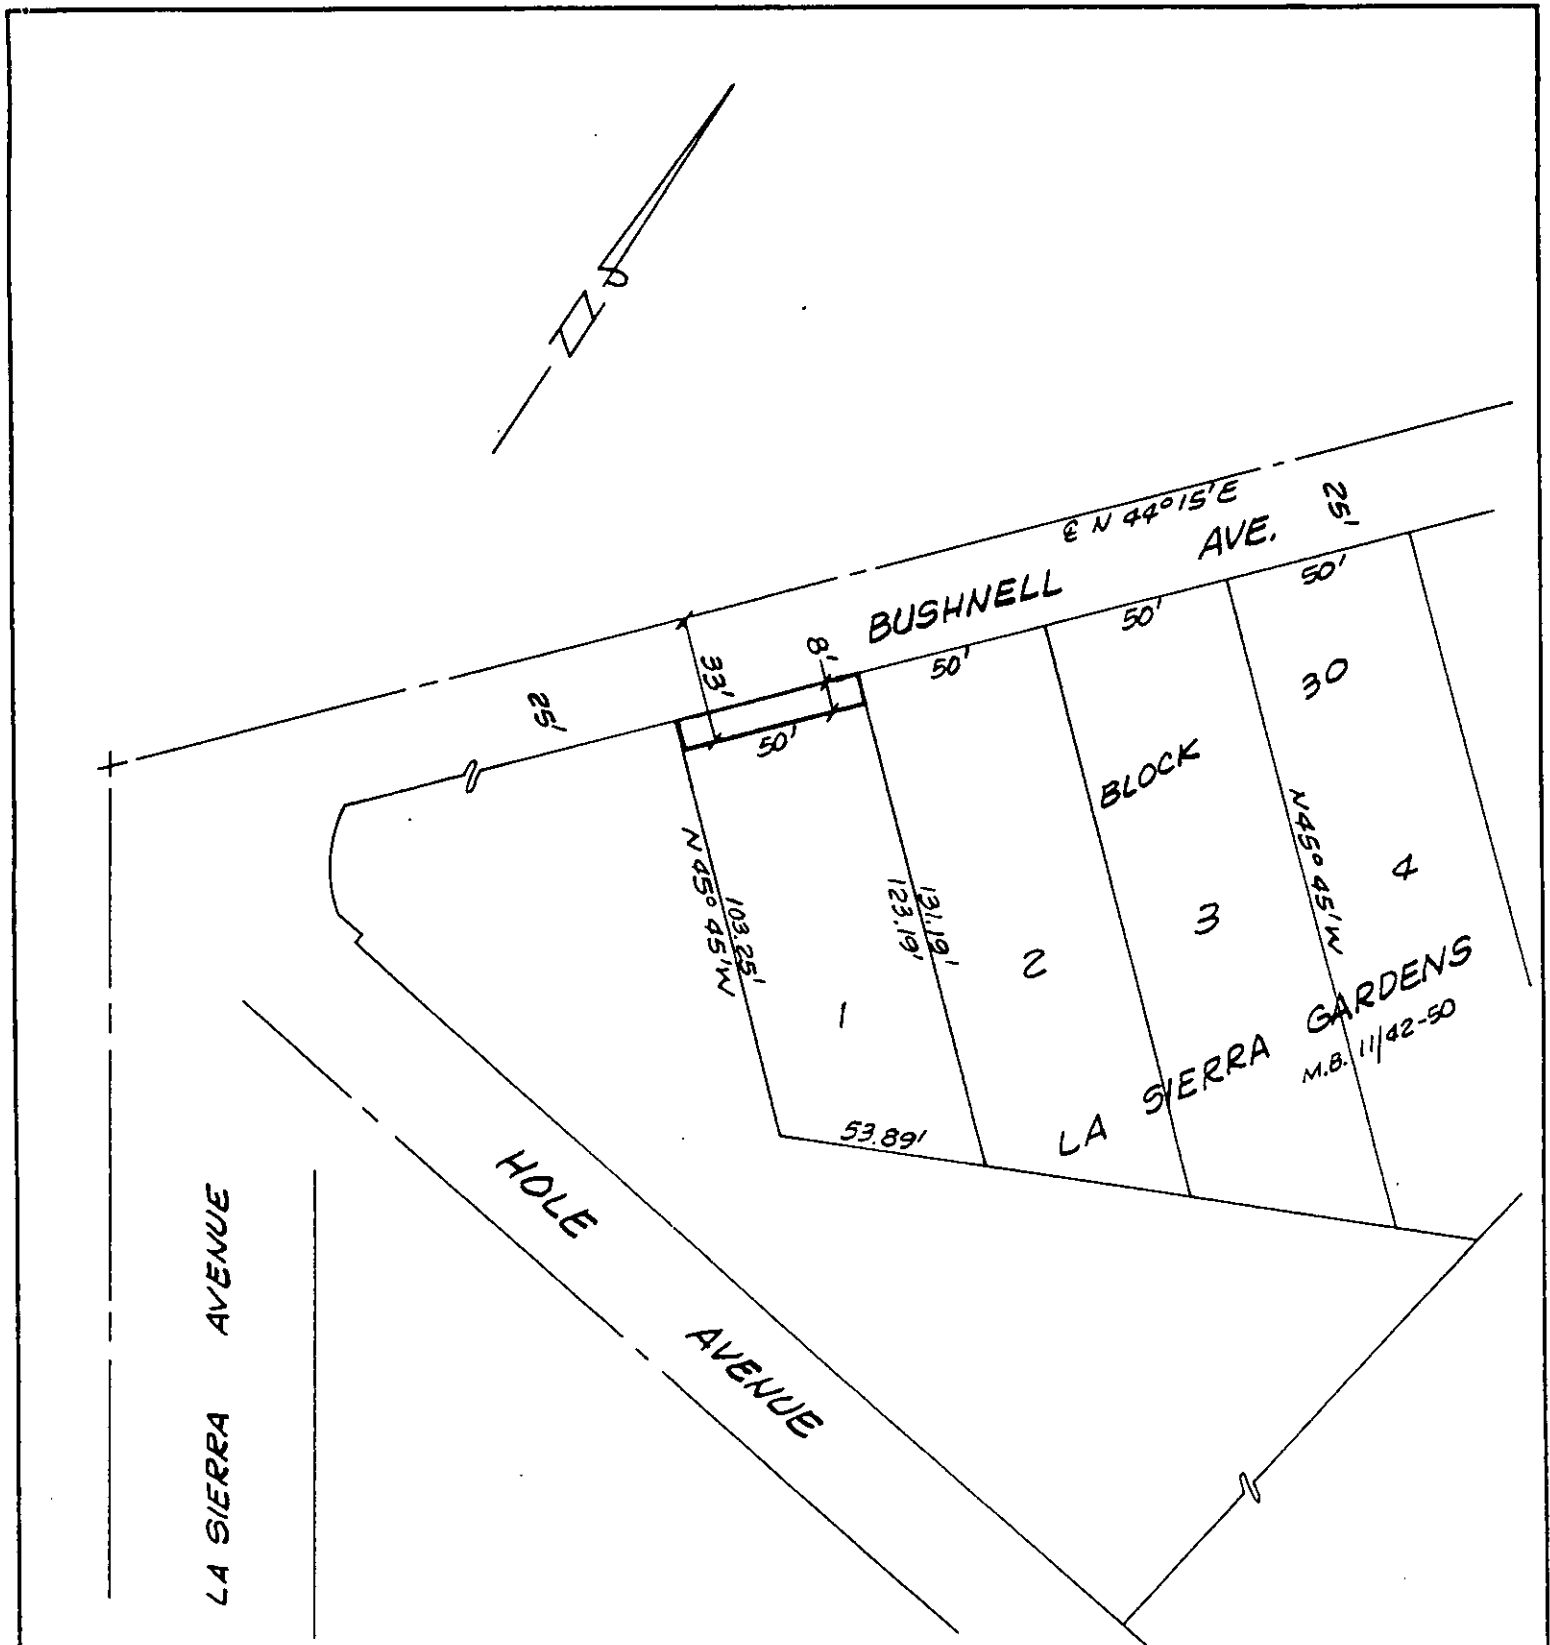 N
℄ N 44°15'E
25'
BUSHNELL AVE.
50'
50'
50'
8'
33'
25'
50'
30
BLOCK
N45° 45'W
4
3
2
1
131.19'
123.19'
103.25'
N 45° 45'W
LA SIERRA GARDENS
M.B. 11/42-50
53.89'
HOLE AVENUE
LA SIERRA AVENUE